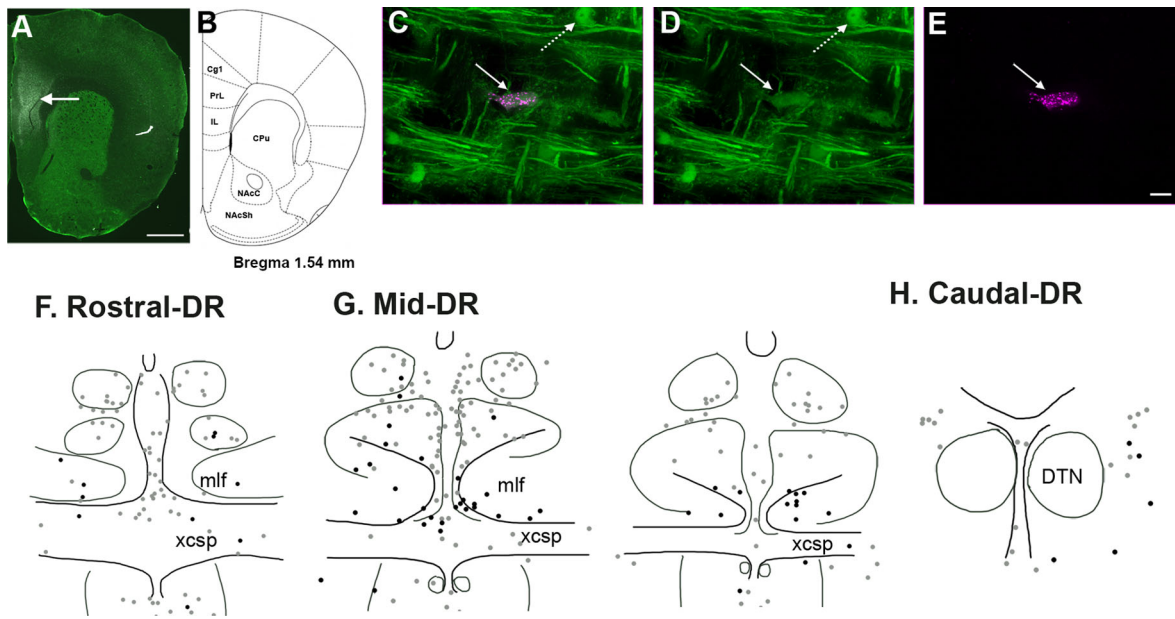 A
B
C
D
E
Cg1
PrL
IL
CPu
NAcC
NAcSh
Bregma 1.54 mm
F. Rostral-DR
G. Mid-DR
H. Caudal-DR
mlf
xcsp
mlf
xcsp
xcsp
DTN